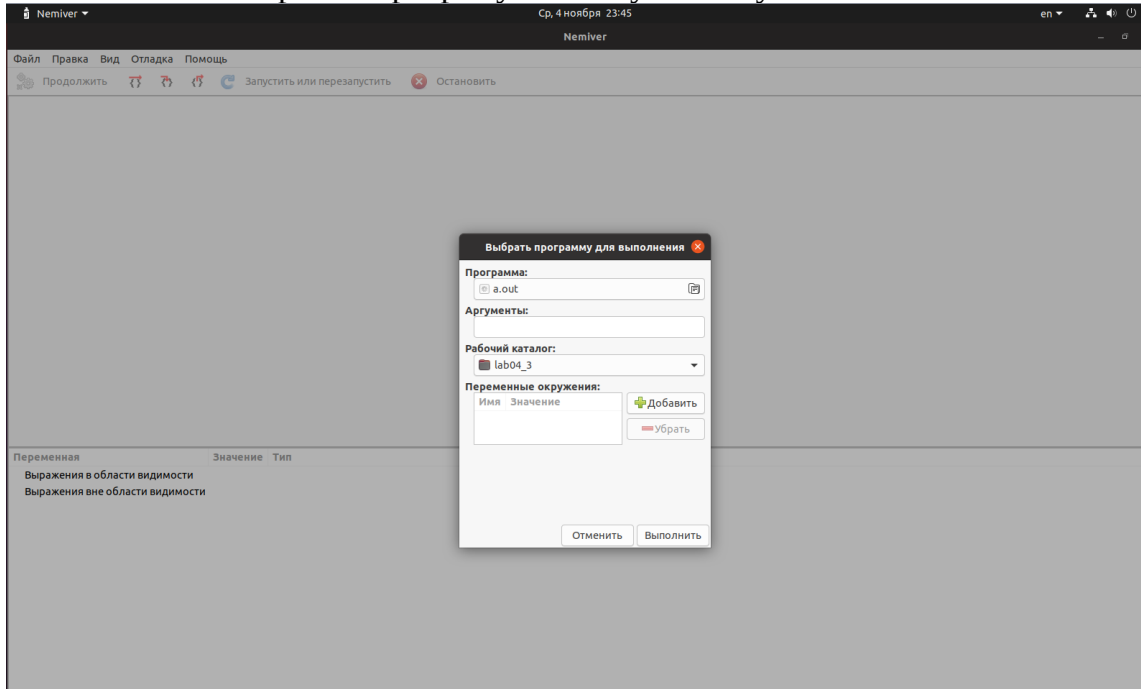 Nemiver Ср, 4 ноября 23:45 en
Nemiver
Файл Правка Вид Отладка Помощь
Продолжить Запустить или перезапустить Остановить
Выбрать программу для выполнения
Программа:
a.out
Аргументы:
Рабочий каталог:
lab04_3
Переменные окружения:
Имя Значение Добавить
Убрать
Переменная Значение Тип
Выражения в области видимости
Выражения вне области видимости
Отменить Выполнить